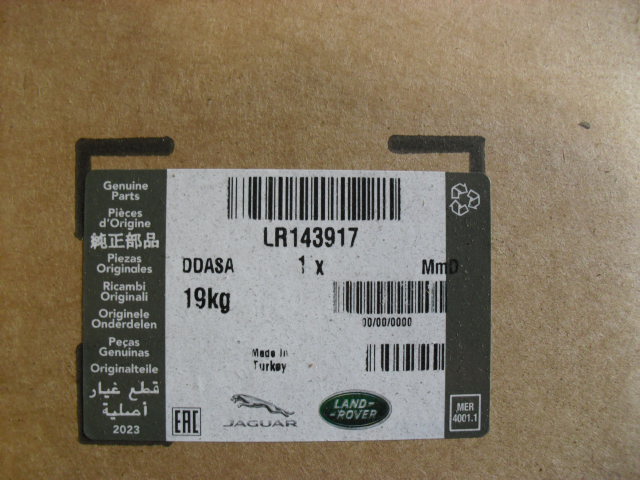 Genuine
Parts
Pièces
d'Origine
純正部品
Piezas
Originales
Ricambi
Originali
Originele
Onderdelen
Peças
Genuinas
Originalteile
قطع غيار
أصلية
2023
LR143917
DDASA 1 x MmD
19kg
00/00/0000
Made In
Turkey
EAC
JAGUAR
LAND-
-ROVER
MER
4001.1